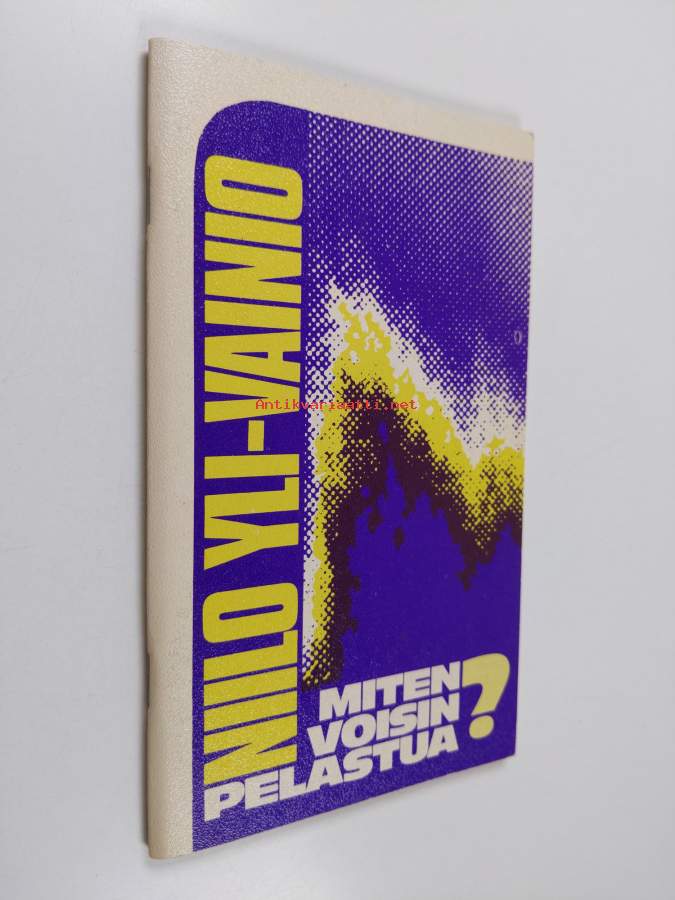 NIILO YLI-VAINIO
Antikvariaatti.net
MITEN
VOISIN
PELASTUA?